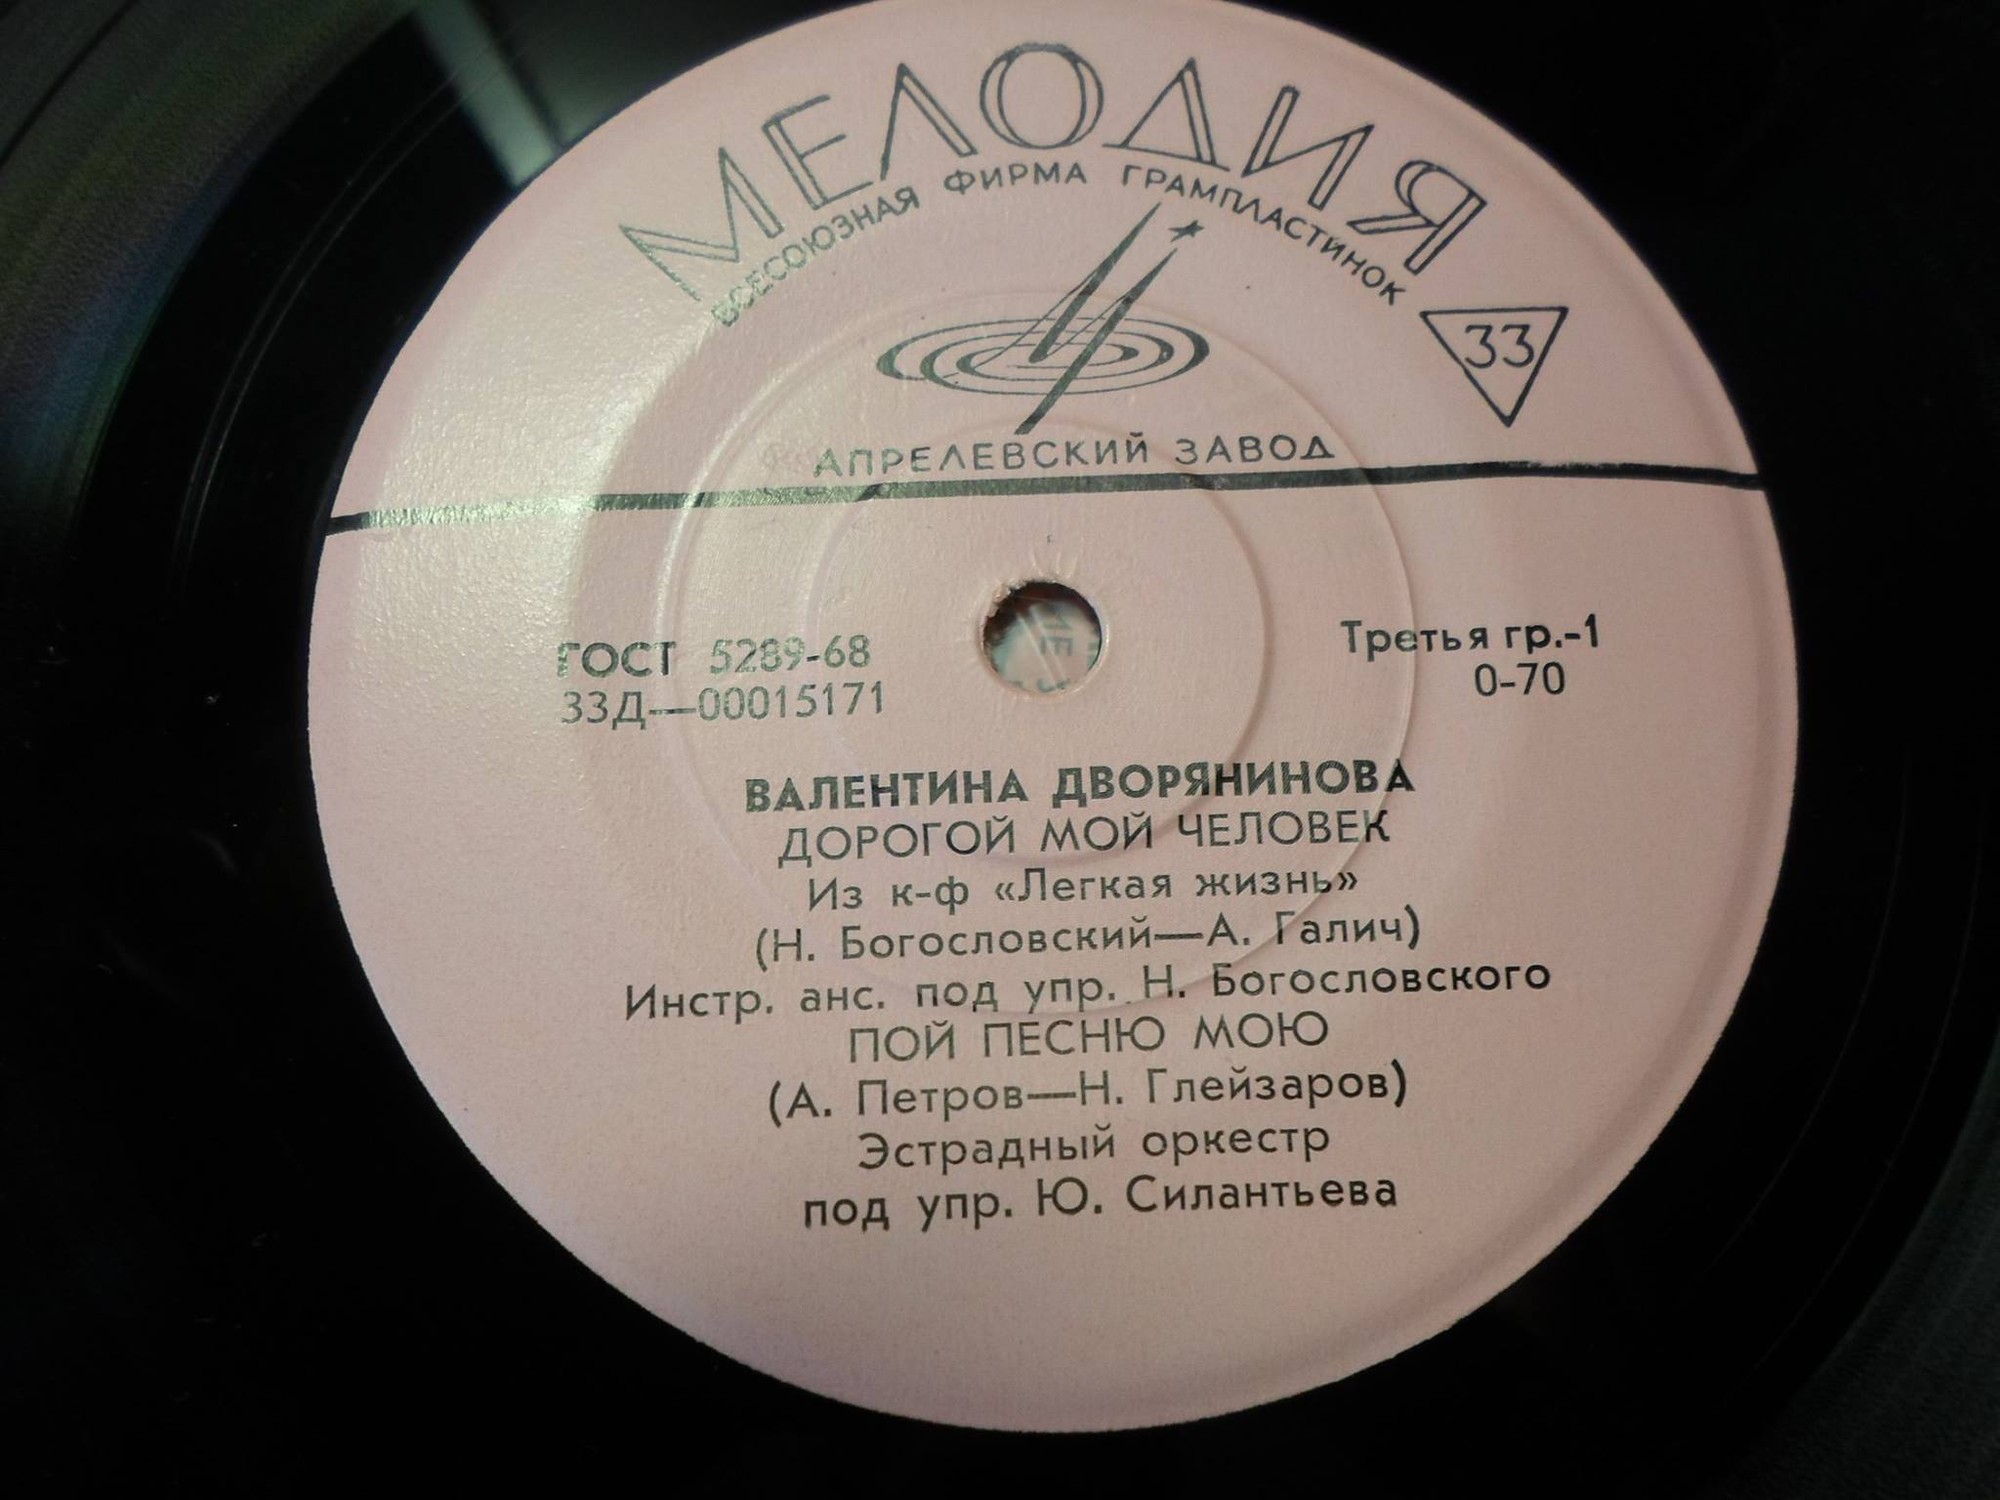 МЕЛОДИЯ
ВСЕСОЮЗНАЯ ФИРМА ГРАМПЛАСТИНОК
33
АПРЕЛЕВСКИЙ ЗАВОД
ГОСТ 5289-68
33Д—00015171
Третья гр.-1
0-70
ВАЛЕНТИНА ДВОРЯНИНОВА
ДОРОГОЙ МОЙ ЧЕЛОВЕК
Из к-ф «Легкая жизнь»
(Н. Богословский—А. Галич)
Инстр. анс. под упр. Н. Богословского
ПОЙ ПЕСНЮ МОЮ
(А. Петров—Н. Глейзаров)
Эстрадный оркестр
под упр. Ю. Силантьева